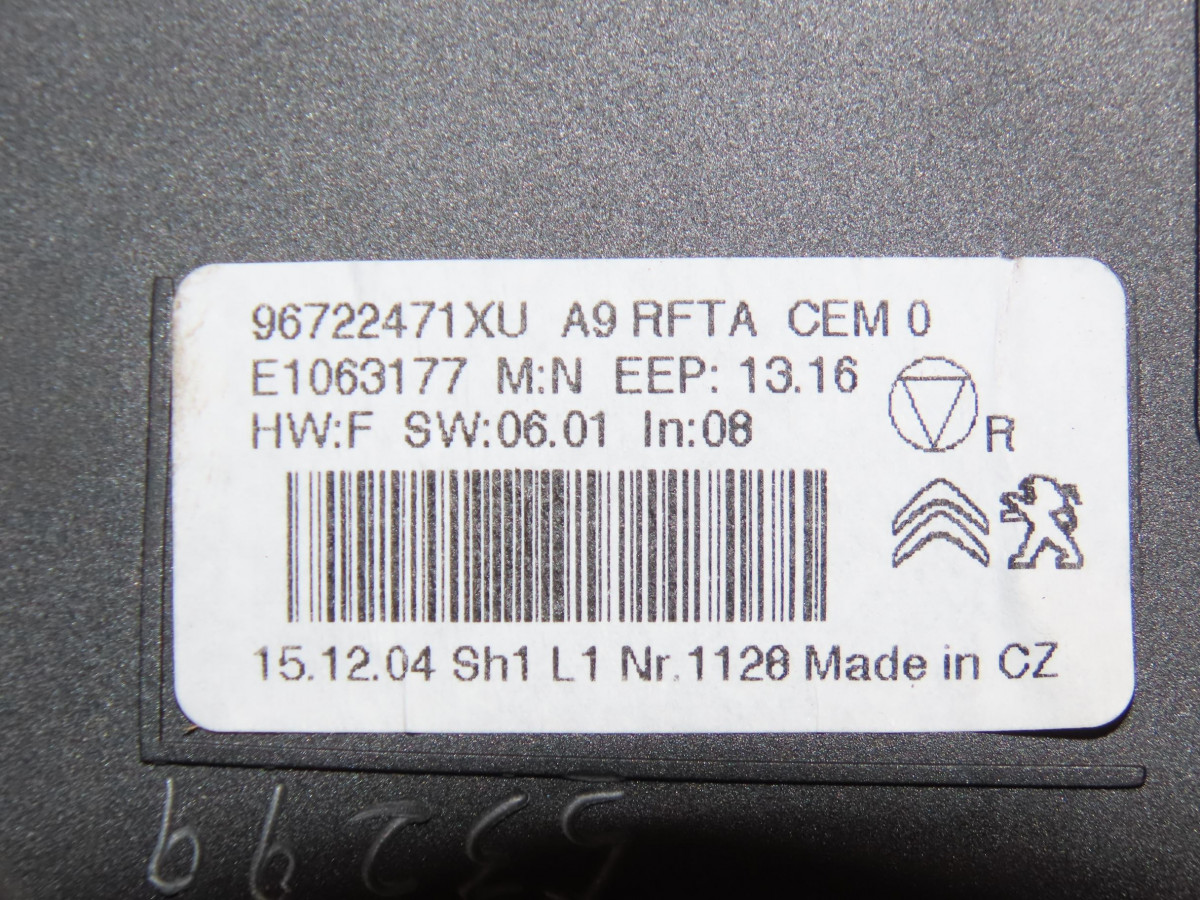 96722471XU A9 RFTA CEM 0
E1063177 M:N EEP: 13.16
HW:F SW:06.01 In:08
R
15.12.04 Sh1 L1 Nr.1128 Made in CZ